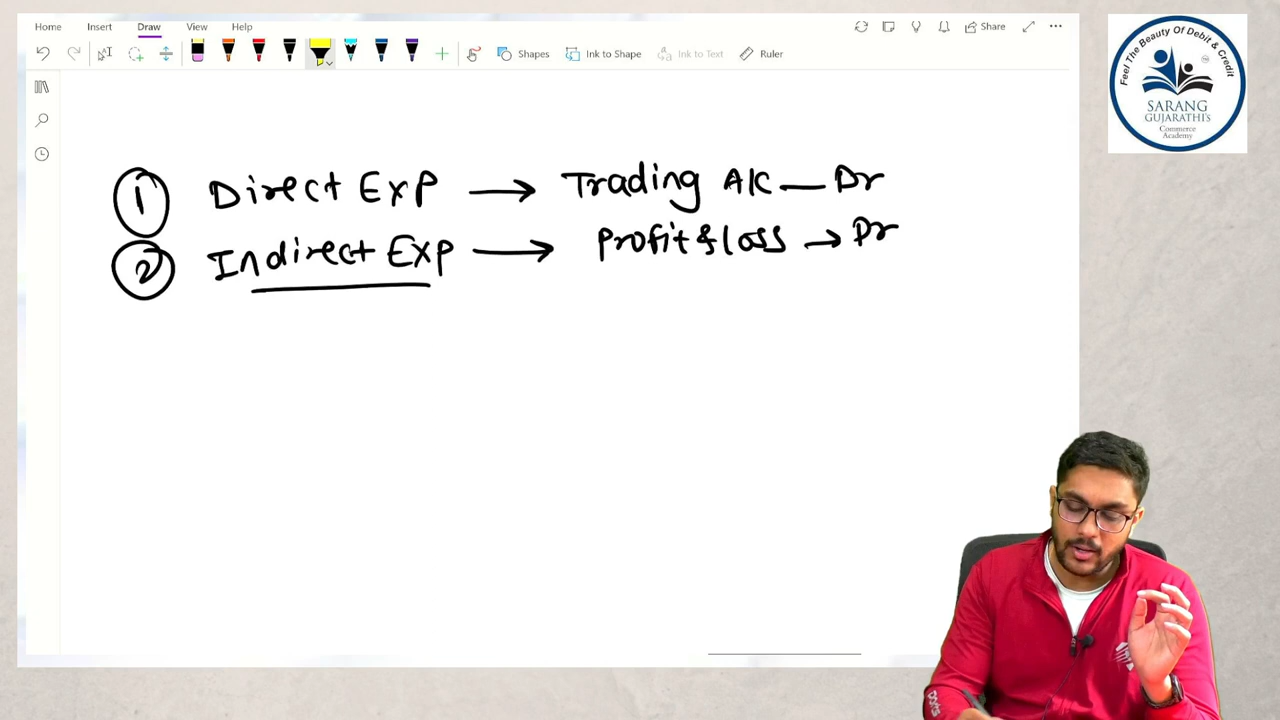 Home Insert Draw View Help
Share
Shapes Ink to Shape Ink to Text Ruler
Feel The Beauty Of Debit & Credit
SARANG
GUJARATHI'S
Commerce
Academy
① Direct Exp → Trading A/C — Dr
② Indirect Exp → Profit & loss → Dr